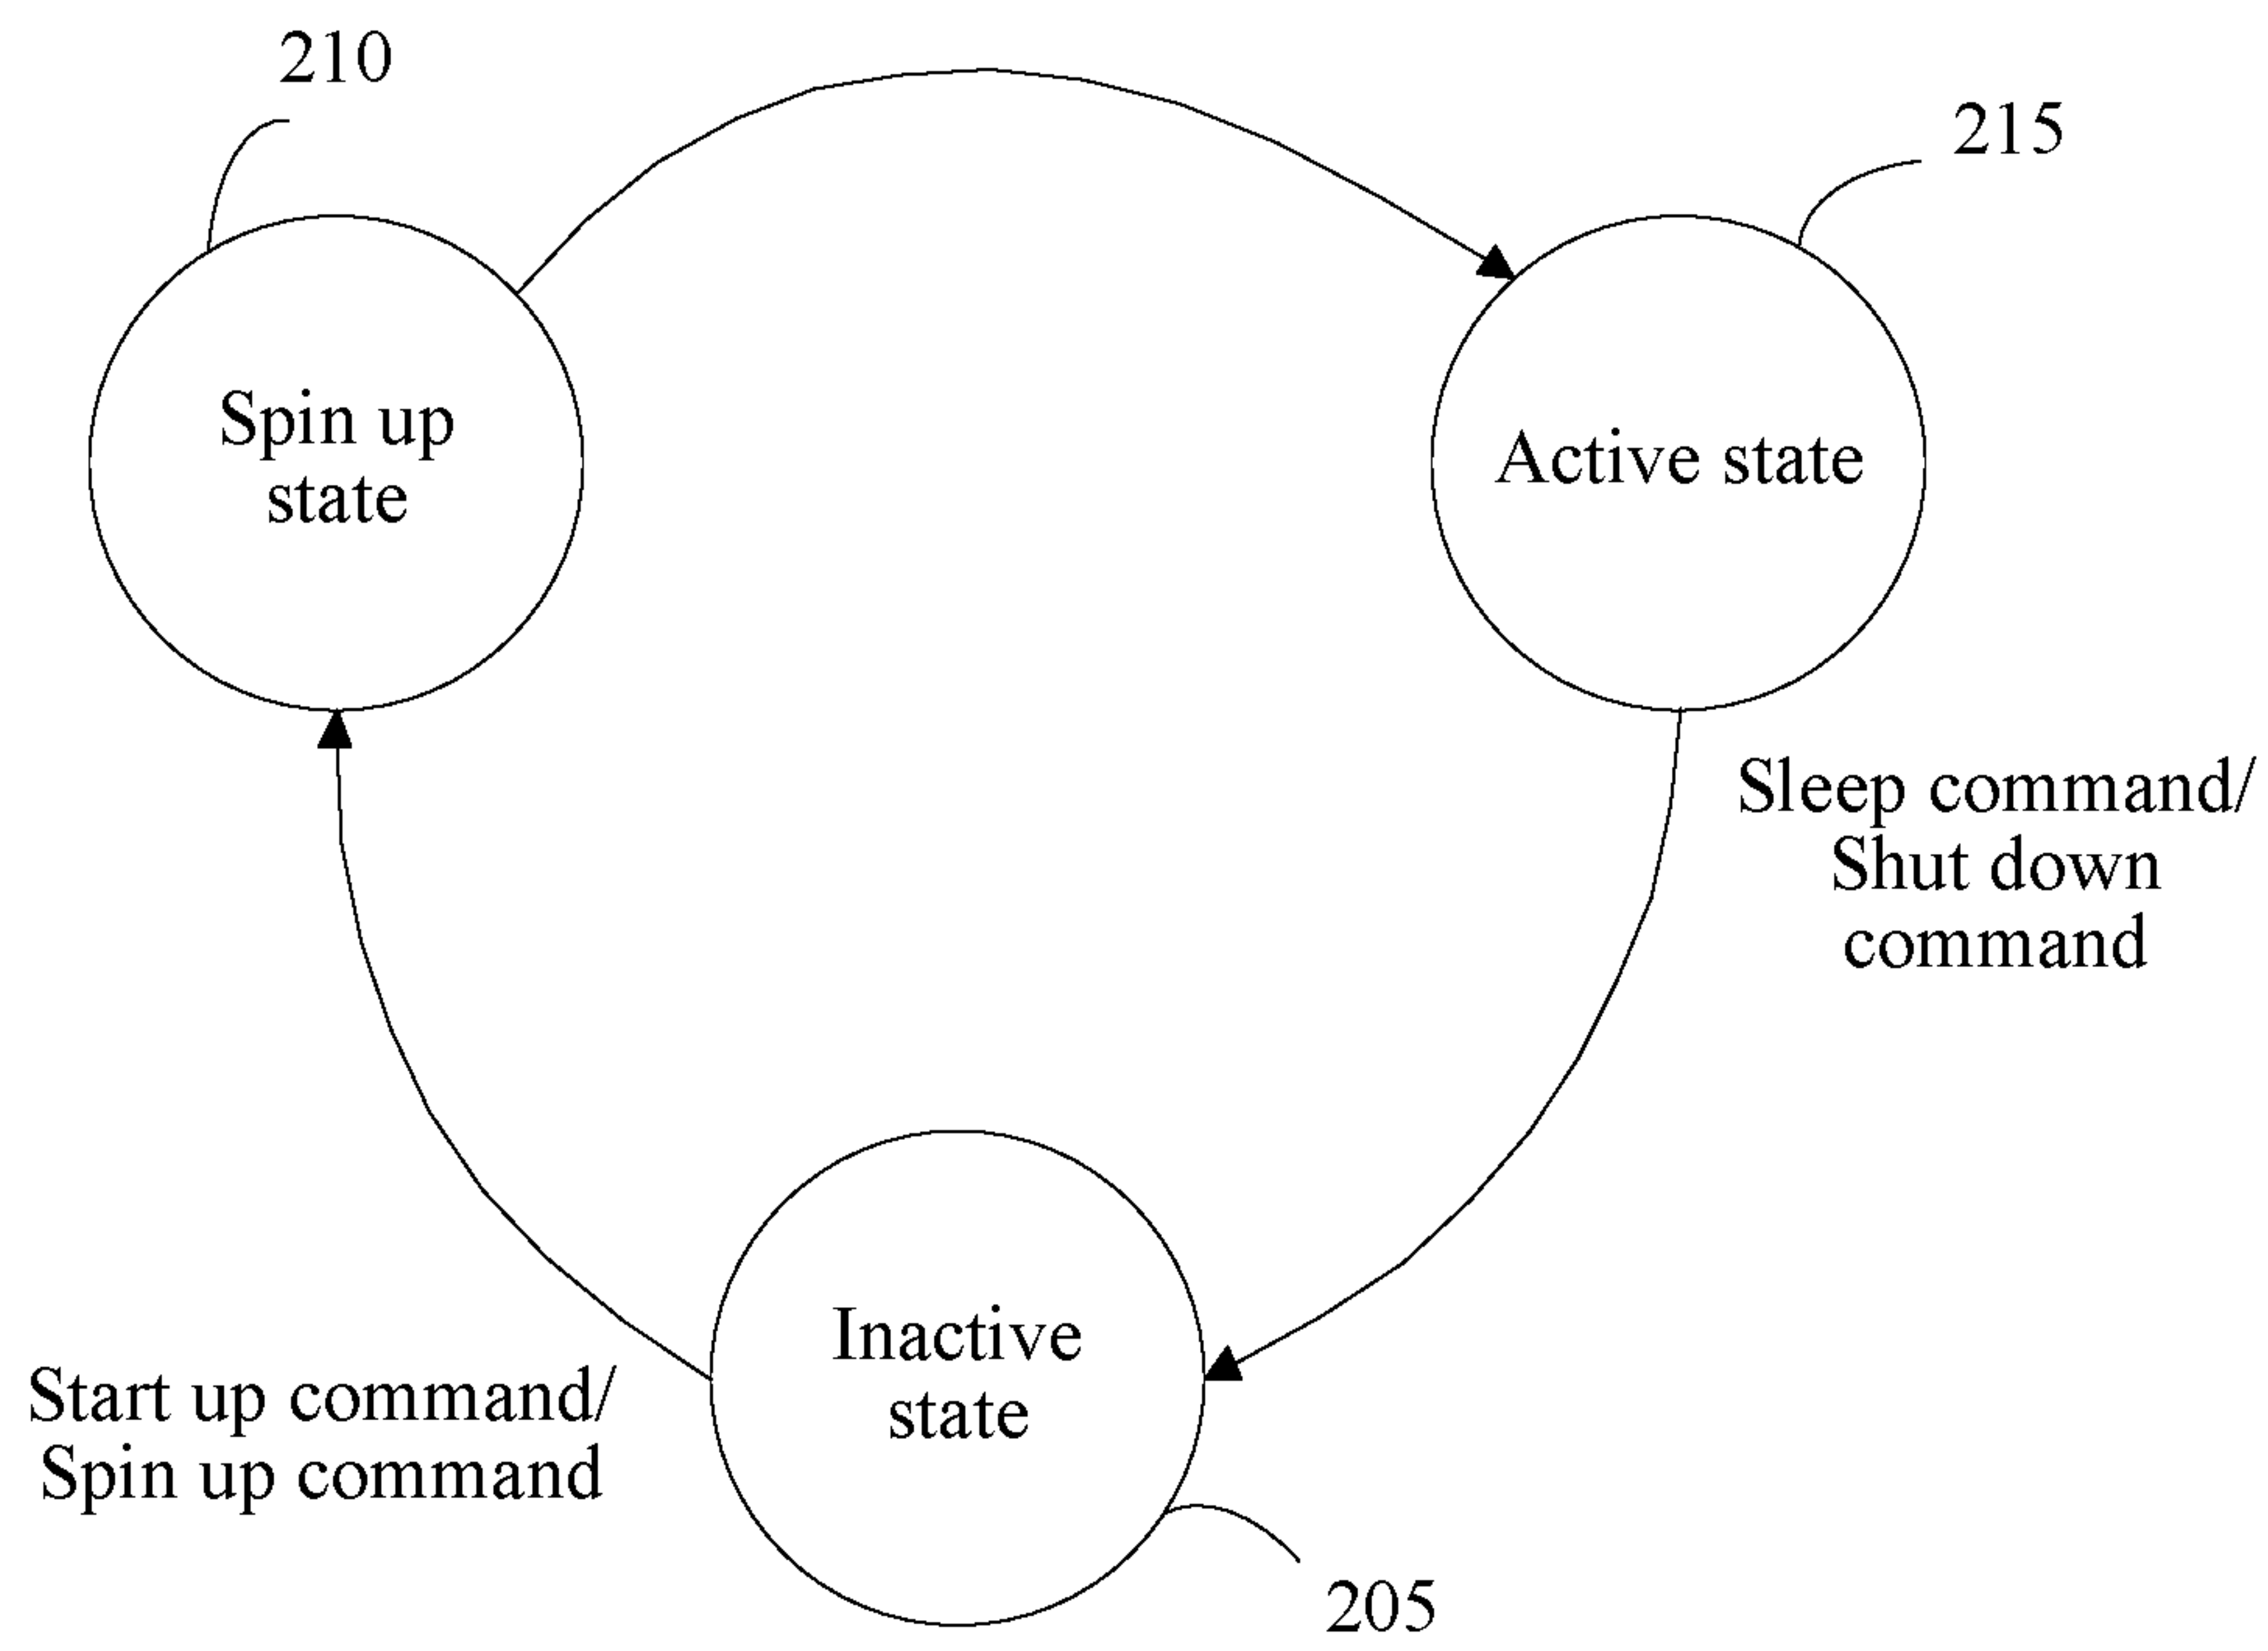 210
215
Spin up
state
Active state
Sleep command/
Shut down
command
Inactive
state
Start up command/
Spin up command
205